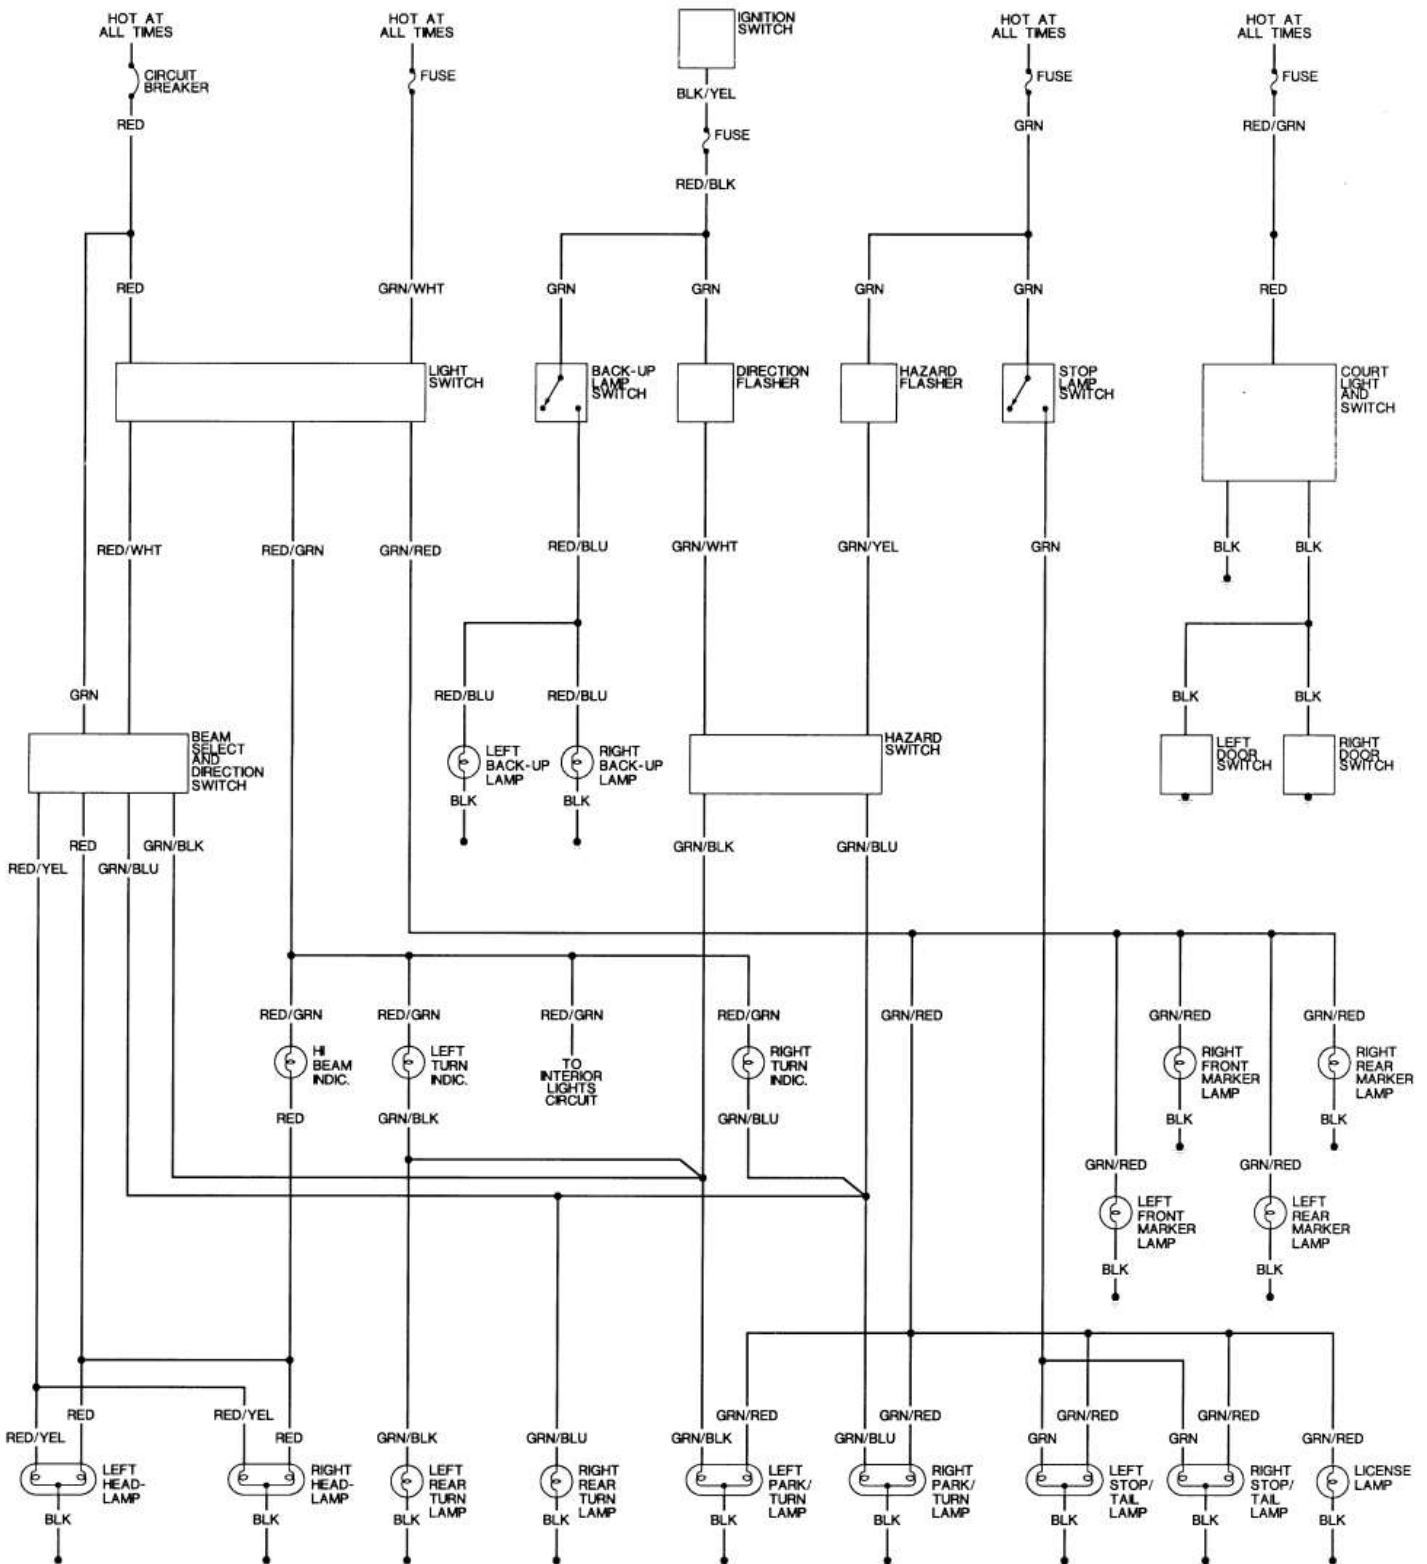 HOT AT
ALL TIMES
HOT AT
ALL TIMES
IGNITION
SWITCH
HOT AT
ALL TIMES
HOT AT
ALL TIMES
CIRCUIT
BREAKER
FUSE
FUSE
FUSE
BLK/YEL
RED
GRN
RED/GRN
FUSE
RED/BLK
RED
GRN/WHT
GRN
GRN
GRN
GRN
RED
LIGHT
SWITCH
BACK-UP
LAMP
SWITCH
DIRECTION
FLASHER
HAZARD
FLASHER
STOP
LAMP
SWITCH
COURT
LIGHT
AND
SWITCH
RED/WHT
RED/GRN
GRN/RED
RED/BLU
GRN/WHT
GRN/YEL
GRN
BLK
BLK
GRN
RED/BLU
RED/BLU
BLK
BLK
BEAM
SELECT
AND
DIRECTION
SWITCH
LEFT
BACK-UP
LAMP
RIGHT
BACK-UP
LAMP
HAZARD
SWITCH
LEFT
DOOR
SWITCH
RIGHT
DOOR
SWITCH
BLK
BLK
RED
GRN/BLK
GRN/BLK
GRN/BLU
RED/YEL
GRN/BLU
RED/GRN
RED/GRN
RED/GRN
RED/GRN
GRN/RED
GRN/RED
GRN/RED
HI
BEAM
INDIC.
LEFT
TURN
INDIC.
TO
INTERIOR
LIGHTS
CIRCUIT
RIGHT
TURN
INDIC.
RIGHT
FRONT
MARKER
LAMP
RIGHT
REAR
MARKER
LAMP
RED
GRN/BLK
GRN/BLU
BLK
BLK
GRN/RED
GRN/RED
LEFT
FRONT
MARKER
LAMP
LEFT
REAR
MARKER
LAMP
BLK
BLK
RED
RED/YEL
GRN/RED
GRN/RED
GRN/RED
GRN/RED
RED/YEL
RED
GRN/BLK
GRN/BLU
GRN/BLK
GRN/BLU
GRN
GRN
GRN/RED
LEFT
HEAD-
LAMP
RIGHT
HEAD-
LAMP
LEFT
REAR
TURN
LAMP
RIGHT
REAR
TURN
LAMP
LEFT
PARK/
TURN
LAMP
RIGHT
PARK/
TURN
LAMP
LEFT
STOP/
TAIL
LAMP
RIGHT
STOP/
TAIL
LAMP
LICENSE
LAMP
BLK
BLK
BLK
BLK
BLK
BLK
BLK
BLK
BLK